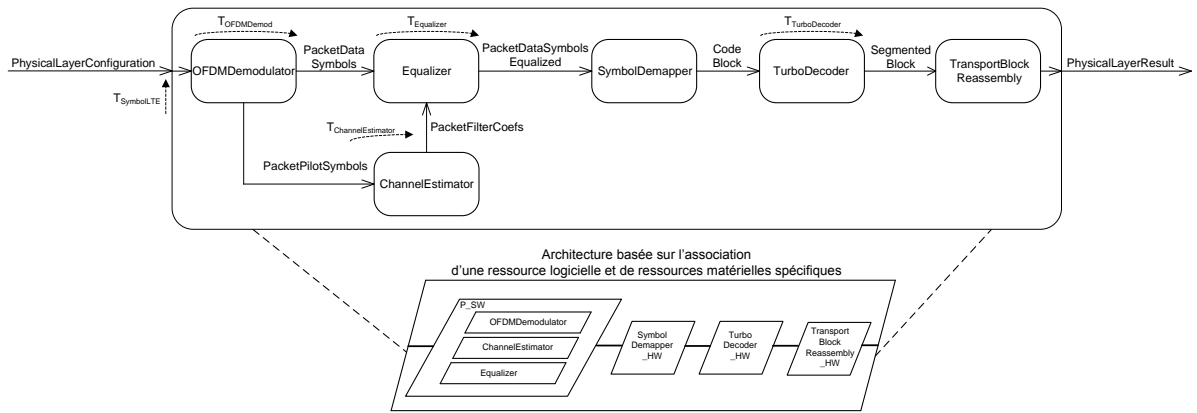 T_OFDMDemod
T_Equalizer
T_TurboDecoder
PhysicalLayerConfiguration
OFDMDemodulator
PacketData
Symbols
Equalizer
PacketDataSymbols
Equalized
SymbolDemapper
Code
Block
TurboDecoder
Segmented
Block
TransportBlock
Reassembly
PhysicalLayerResult
T_SymbolLTE
T_ChannelEstimator
PacketFilterCoefs
PacketPilotSymbols
ChannelEstimator
Architecture basée sur l'association
d'une ressource logicielle et de ressources matérielles spécifiques
P_SW
OFDMDemodulator
ChannelEstimator
Equalizer
Symbol
Demapper
_HW
Turbo
Decoder
_HW
Transport
Block
Reassembly
_HW